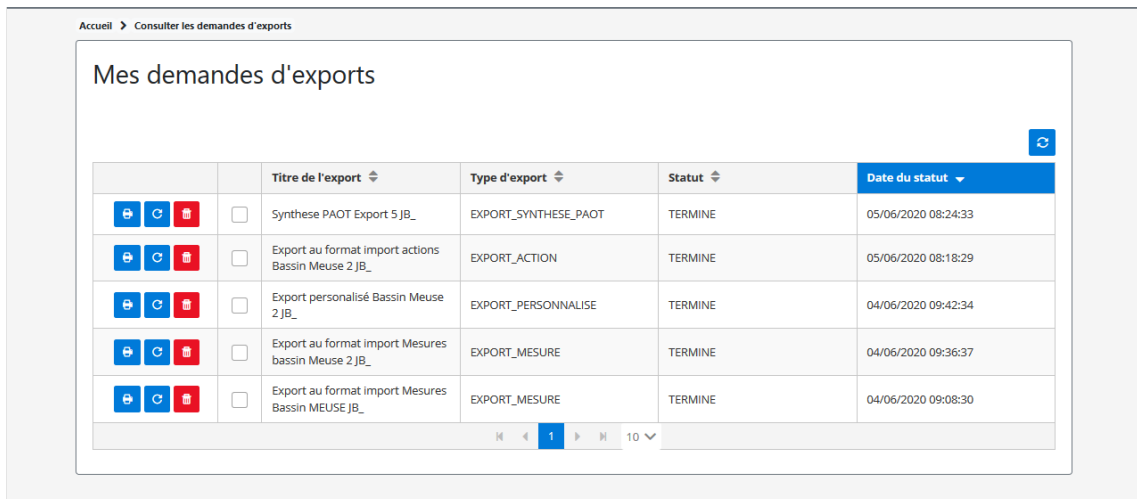 Accueil > Consulter les demandes d'exports
Mes demandes d'exports
Titre de l'export Type d'export Statut Date du statut
Synthese PAOT Export 5 JB_ EXPORT_SYNTHESE_PAOT TERMINE 05/06/2020 08:24:33
Export au format import actions
Bassin Meuse 2 JB_ EXPORT_ACTION TERMINE 05/06/2020 08:18:29
Export personalisé Bassin Meuse
2 JB_ EXPORT_PERSONNALISE TERMINE 04/06/2020 09:42:34
Export au format import Mesures
bassin Meuse 2 JB_ EXPORT_MESURE TERMINE 04/06/2020 09:36:37
Export au format import Mesures
Bassin MEUSE JB_ EXPORT_MESURE TERMINE 04/06/2020 09:08:30
1 10